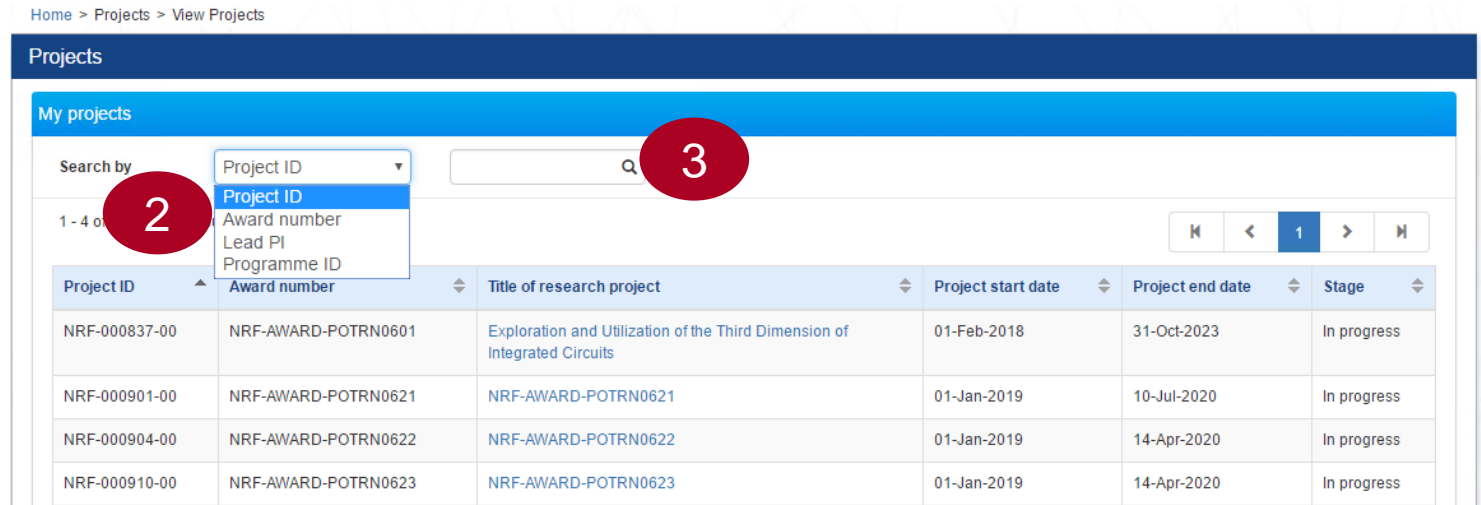 Home > Projects > View Projects
Projects
My projects
Search by Project ID
3
Project ID
Award number
Lead PI
Programme ID
2
1 - 4 of
1
Project ID Award number Title of research project Project start date Project end date Stage
NRF-000837-00 NRF-AWARD-POTRN0601 Exploration and Utilization of the Third Dimension of 01-Feb-2018 31-Oct-2023 In progress
Integrated Circuits
NRF-000901-00 NRF-AWARD-POTRN0621 NRF-AWARD-POTRN0621 01-Jan-2019 10-Jul-2020 In progress
NRF-000904-00 NRF-AWARD-POTRN0622 NRF-AWARD-POTRN0622 01-Jan-2019 14-Apr-2020 In progress
NRF-000910-00 NRF-AWARD-POTRN0623 NRF-AWARD-POTRN0623 01-Jan-2019 14-Apr-2020 In progress